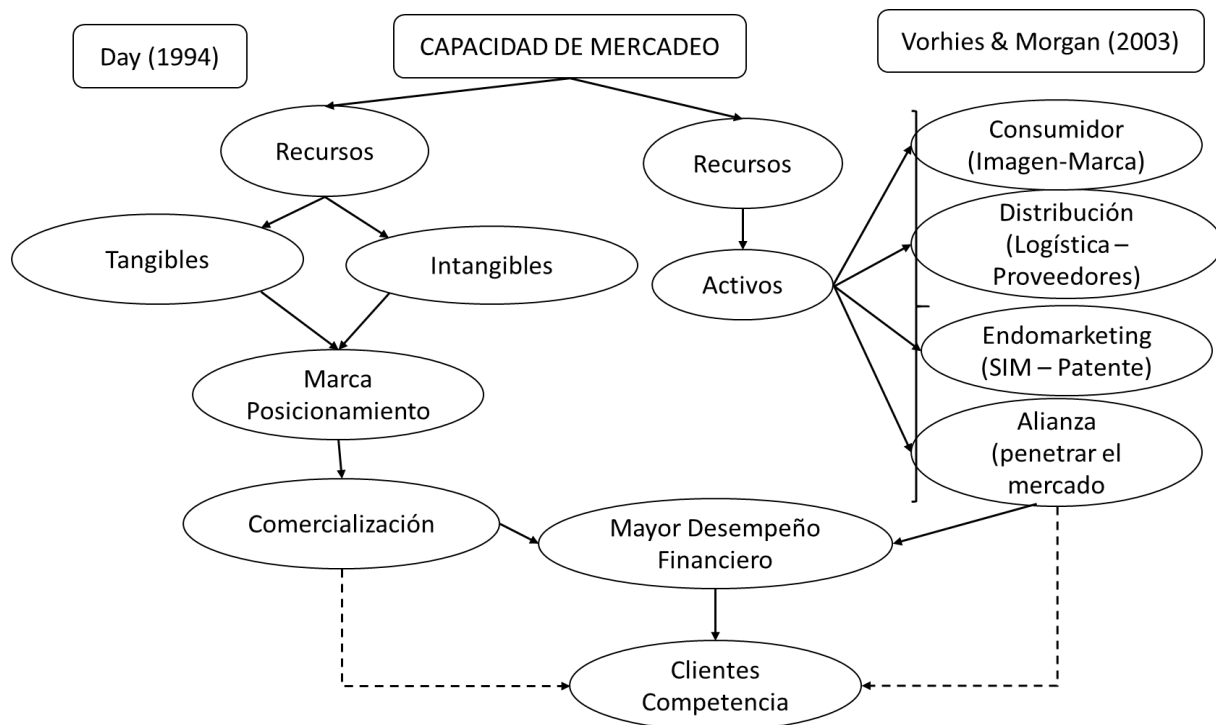 Day (1994)
CAPACIDAD DE MERCADEO
Vorhies & Morgan (2003)
Recursos
Recursos
Consumidor
(Imagen-Marca)
Tangibles
Intangibles
Activos
Distribución
(Logística –
Proveedores)
Endomarketing
(SIM – Patente)
Marca
Posicionamiento
Alianza
(penetrar el
mercado
Comercialización
Mayor Desempeño
Financiero
Clientes
Competencia